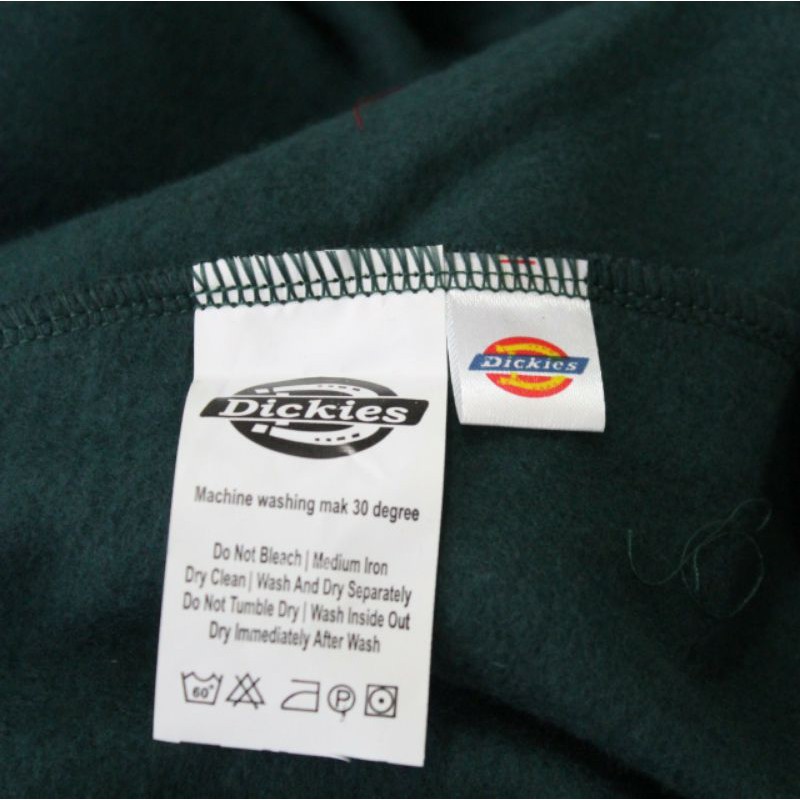 Dickies
Dickies
Machine washing mak 30 degree
Do Not Bleach | Medium Iron
Dry Clean | Wash And Dry Separately
Do Not Tumble Dry | Wash Inside Out
Dry Immediately After Wash
60° P